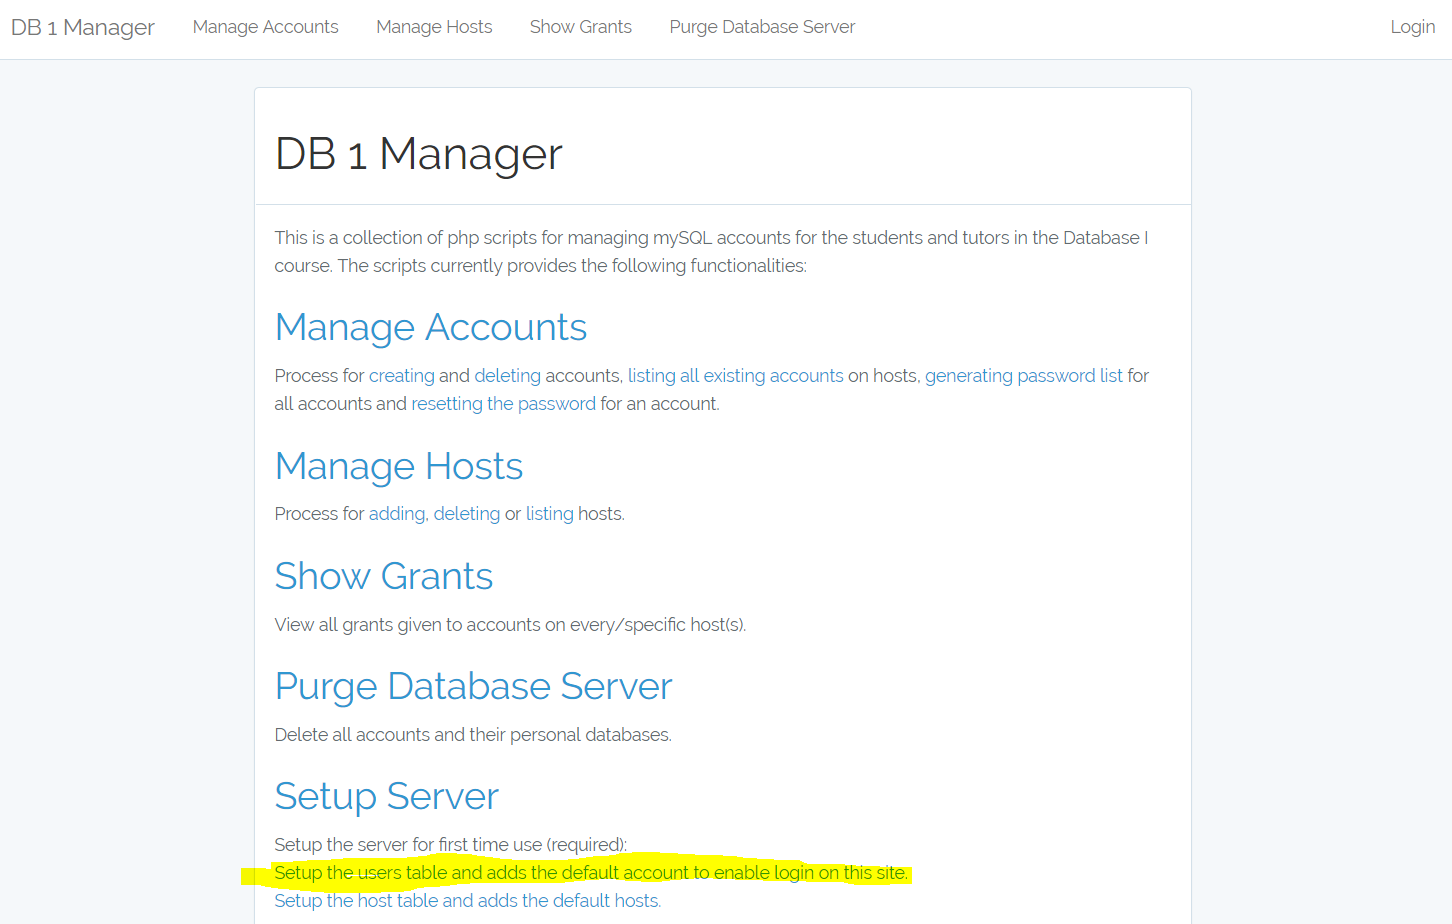 DB 1 Manager Manage Accounts Manage Hosts Show Grants Purge Database Server Login
DB 1 Manager
This is a collection of php scripts for managing mySQL accounts for the students and tutors in the Database I
course. The scripts currently provides the following functionalities:
Manage Accounts
Process for creating and deleting accounts, listing all existing accounts on hosts, generating password list for
all accounts and resetting the password for an account.
Manage Hosts
Process for adding, deleting or listing hosts.
Show Grants
View all grants given to accounts on every/specific host(s).
Purge Database Server
Delete all accounts and their personal databases.
Setup Server
Setup the server for first time use (required):
Setup the users table and adds the default account to enable login on this site.
Setup the host table and adds the default hosts.